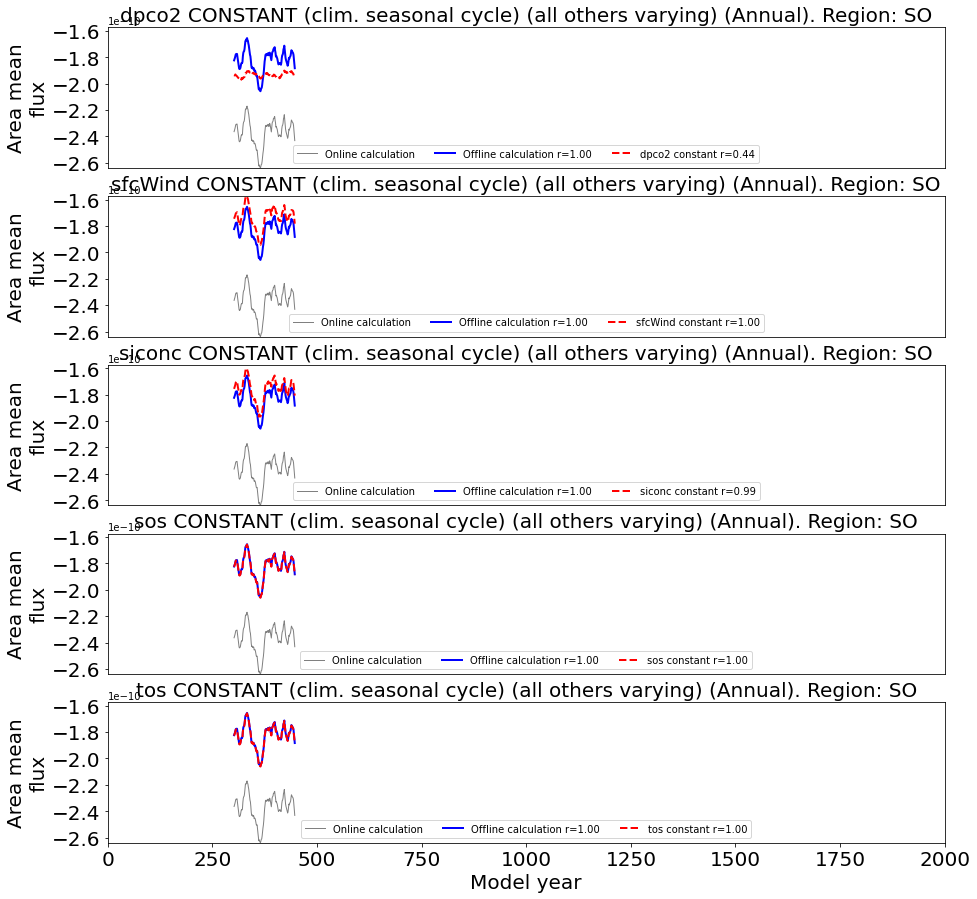 dpco2 CONSTANT (clim. seasonal cycle) (all others varying) (Annual). Region: SO
1e−10
−1.6
−1.8
−2.0
−2.2
−2.4
−2.6
Area mean
flux
Online calculation
Offline calculation r=1.00
dpco2 constant r=0.44
sfcWind CONSTANT (clim. seasonal cycle) (all others varying) (Annual). Region: SO
1e−10
−1.6
−1.8
−2.0
−2.2
−2.4
−2.6
Area mean
flux
Online calculation
Offline calculation r=1.00
sfcWind constant r=1.00
siconc CONSTANT (clim. seasonal cycle) (all others varying) (Annual). Region: SO
1e−10
−1.6
−1.8
−2.0
−2.2
−2.4
−2.6
Area mean
flux
Online calculation
Offline calculation r=1.00
siconc constant r=0.99
sos CONSTANT (clim. seasonal cycle) (all others varying) (Annual). Region: SO
1e−10
−1.6
−1.8
−2.0
−2.2
−2.4
−2.6
Area mean
flux
Online calculation
Offline calculation r=1.00
sos constant r=1.00
tos CONSTANT (clim. seasonal cycle) (all others varying) (Annual). Region: SO
1e−10
−1.6
−1.8
−2.0
−2.2
−2.4
−2.6
Area mean
flux
Online calculation
Offline calculation r=1.00
tos constant r=1.00
0 250 500 750 1000 1250 1500 1750 2000
Model year